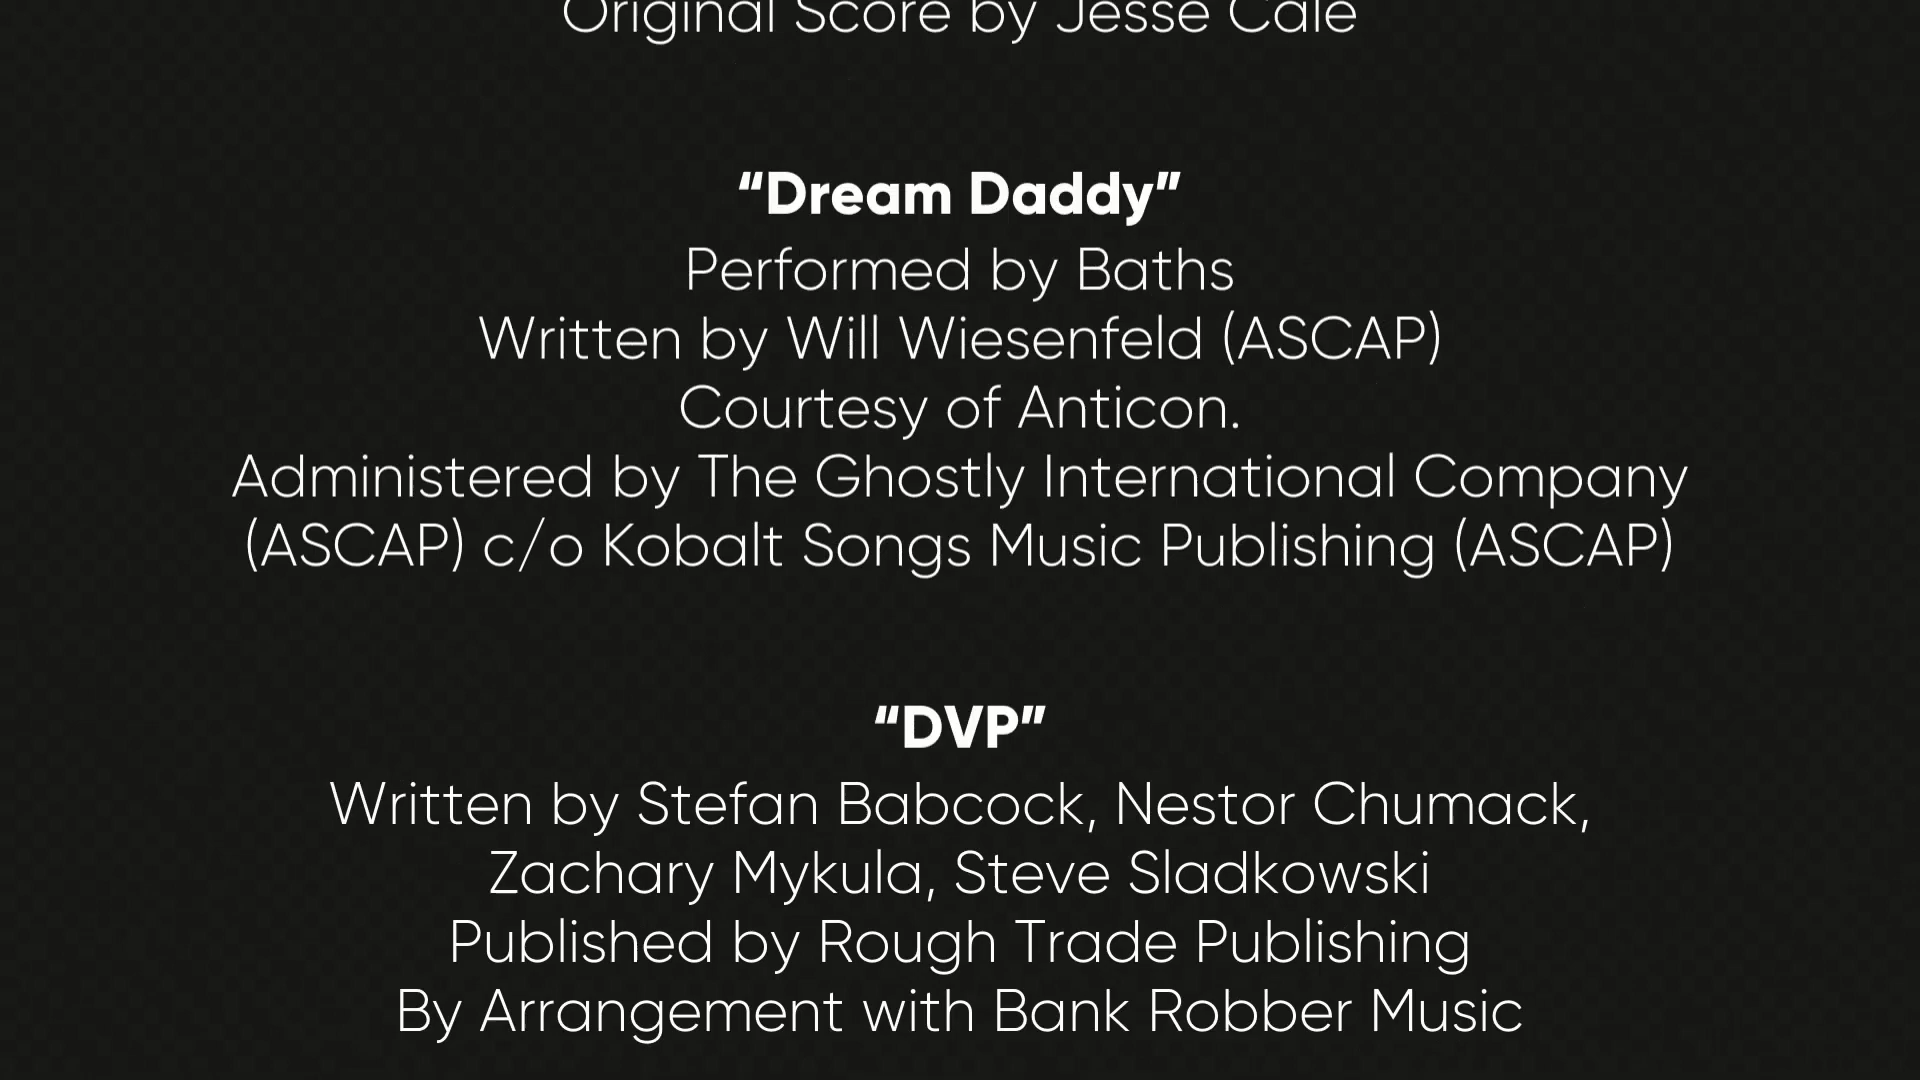 Original Score by Jesse Cale
“Dream Daddy”
Performed by Baths
Written by Will Wiesenfeld (ASCAP)
Courtesy of Anticon.
Administered by The Ghostly International Company
(ASCAP) c/o Kobalt Songs Music Publishing (ASCAP)
“DVP”
Written by Stefan Babcock, Nestor Chumack,
Zachary Mykula, Steve Sladkowski
Published by Rough Trade Publishing
By Arrangement with Bank Robber Music